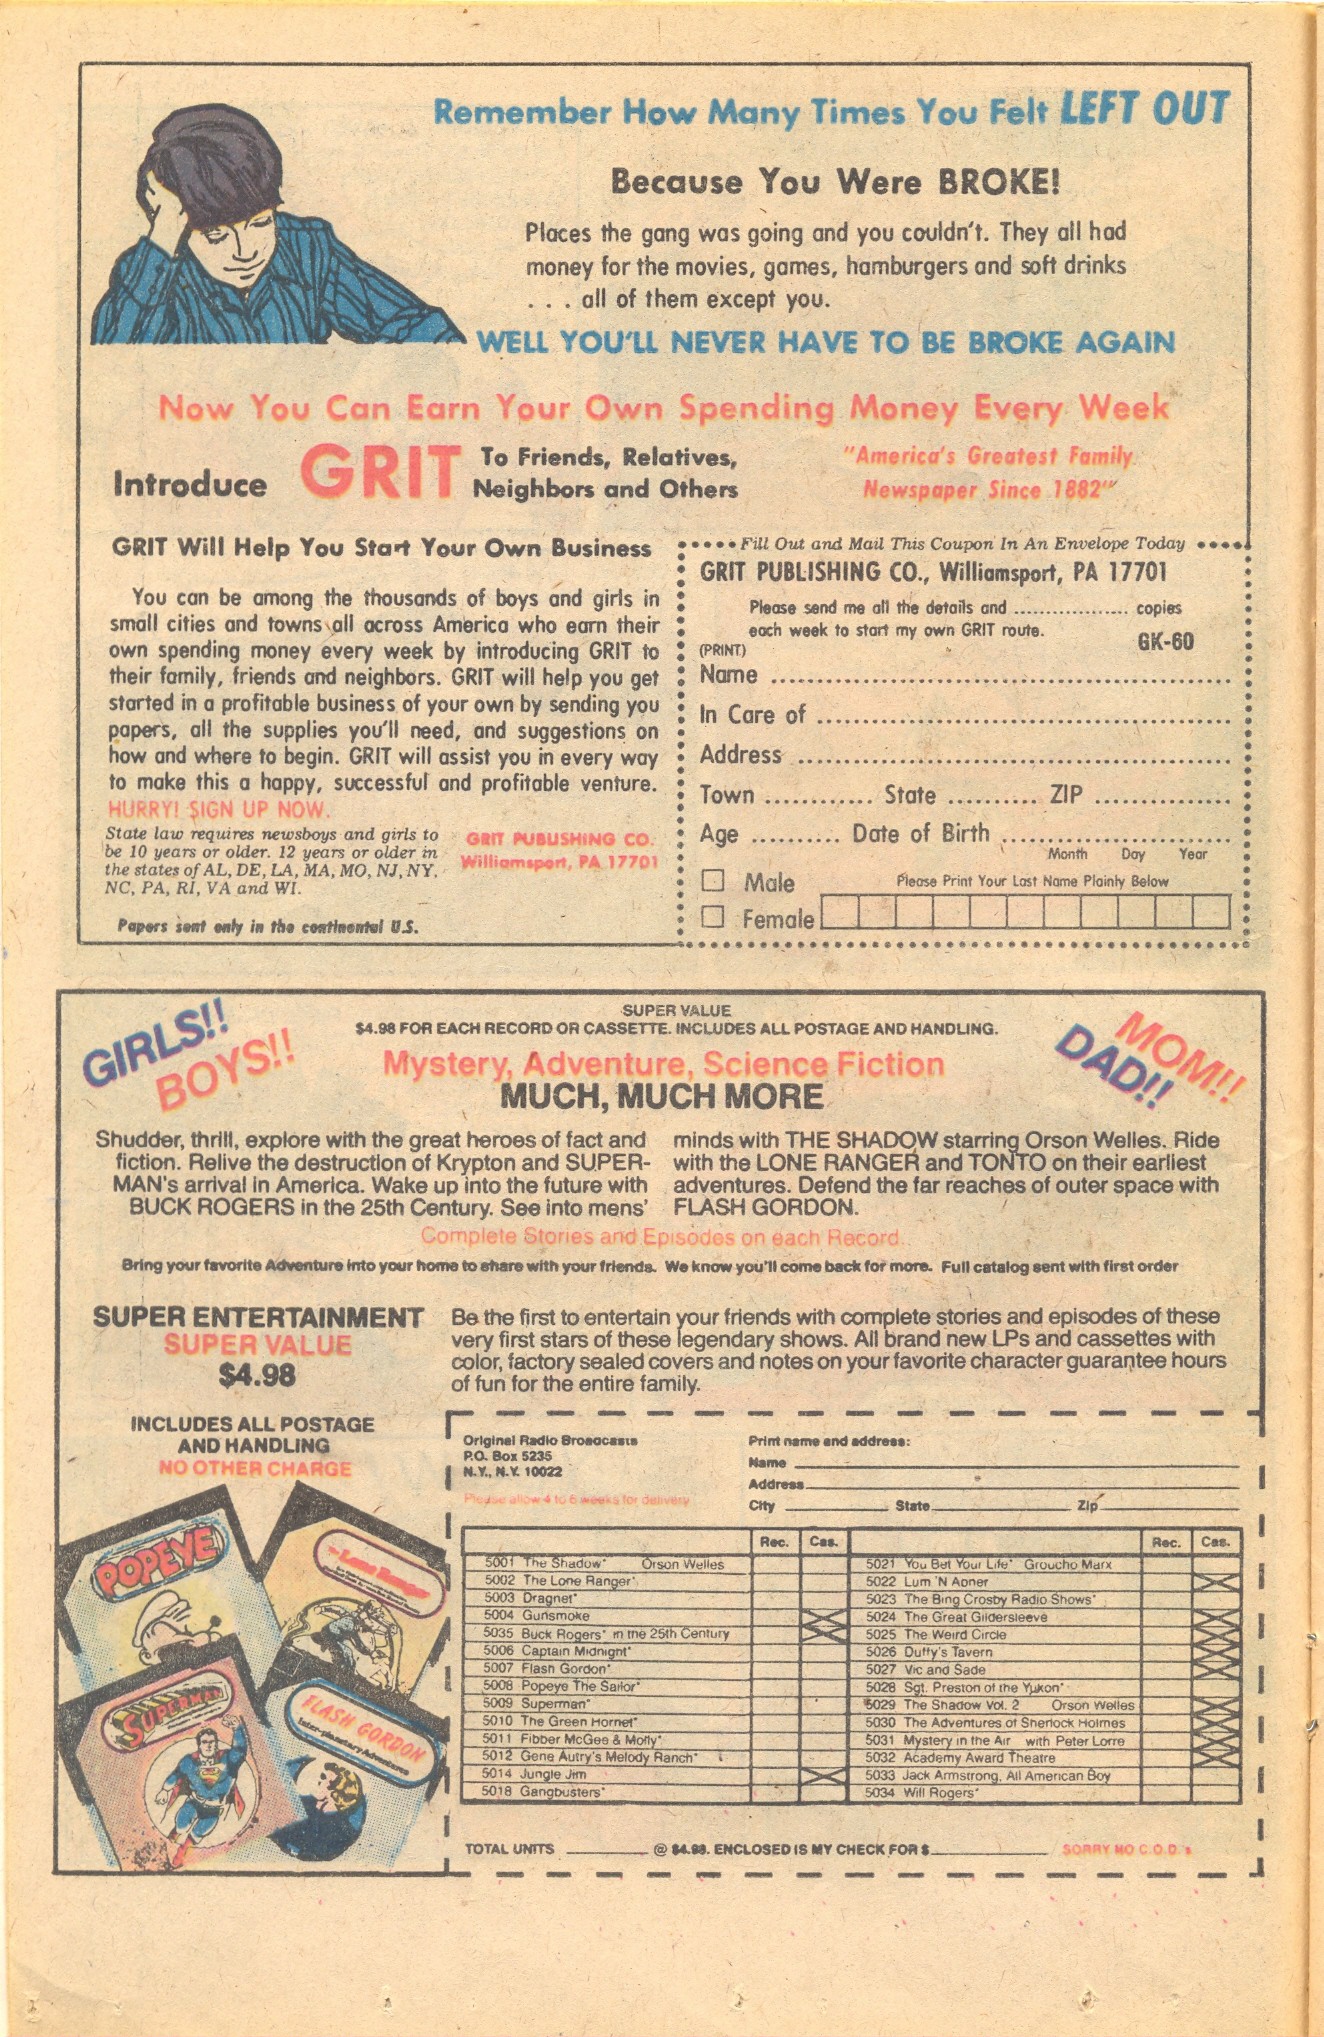 Remember How Many Times You Felt LEFT OUT
Because You Were BROKE!
Places the gang was going and you couldn't. They all had
money for the movies, games, hamburgers and soft drinks
. . . all of them except you.
WELL YOU'LL NEVER HAVE TO BE BROKE AGAIN
Now You Can Earn Your Own Spending Money Every Week
Introduce GRIT To Friends, Relatives,
Neighbors and Others
"America's Greatest Family
Newspaper Since 1882"
GRIT Will Help You Start Your Own Business
You can be among the thousands of boys and girls in
small cities and towns all across America who earn their
own spending money every week by introducing GRIT to
their family, friends and neighbors. GRIT will help you get
started in a profitable business of your own by sending you
papers, all the supplies you'll need, and suggestions on
how and where to begin. GRIT will assist you in every way
to make this a happy, successful and profitable venture.
HURRY! SIGN UP NOW.
State law requires newsboys and girls to
be 10 years or older. 12 years or older in
the states of AL, DE, LA, MA, MO, NJ, NY,
NC, PA, RI, VA and WI.
GRIT PUBLISHING CO.
Williamsport, PA 17701
Papers sent only in the continental U.S.
Fill Out and Mail This Coupon In An Envelope Today
GRIT PUBLISHING CO., Williamsport, PA 17701
Please send me all the details and .................. copies
each week to start my own GRIT route.
GK-60
(PRINT)
Name
In Care of
Address
Town ............ State .......... ZIP ...............
Age .......... Date of Birth
Month Day Year
Male
Please Print Your Last Name Plainly Below
Female
GIRLS!!
BOYS!!
SUPER VALUE
$4.98 FOR EACH RECORD OR CASSETTE. INCLUDES ALL POSTAGE AND HANDLING.
MOM!!
DAD!!
Mystery, Adventure, Science Fiction
MUCH, MUCH MORE
Shudder, thrill, explore with the great heroes of fact and
fiction. Relive the destruction of Krypton and SUPER-
MAN's arrival in America. Wake up into the future with
BUCK ROGERS in the 25th Century. See into mens'
minds with THE SHADOW starring Orson Welles. Ride
with the LONE RANGER and TONTO on their earliest
adventures. Defend the far reaches of outer space with
FLASH GORDON.
Complete Stories and Episodes on each Record..
Bring your favorite Adventure into your home to share with your friends. We know you'll come back for more. Full catalog sent with first order
SUPER ENTERTAINMENT
SUPER VALUE
$4.98
Be the first to entertain your friends with complete stories and episodes of these
very first stars of these legendary shows. All brand new LPs and cassettes with
color, factory sealed covers and notes on your favorite character guarantee hours
of fun for the entire family.
INCLUDES ALL POSTAGE
AND HANDLING
NO OTHER CHARGE
POPEYE
The Lone Ranger
SUPERMAN
FLASH GORDON
Inter-planetary Adventures
Original Radio Broadcasts
P.O. Box 5235
N.Y., N.Y. 10022
Please allow 4 to 6 weeks for delivery
Print name and address:
Name
Address
City State Zip
Rec. Cas.
5001 The Shadow* Orson Welles
5002 The Lone Ranger*
5003 Dragnet*
5004 Gunsmoke
5035 Buck Rogers* in the 25th Century
5006 Captain Midnight*
5007 Flash Gordon*
5008 Popeye The Sailor*
5009 Superman*
5010 The Green Hornet*
5011 Fibber McGee & Molly*
5012 Gene Autry's Melody Ranch*
5014 Jungle Jim
5018 Gangbusters*
Rec. Cas.
5021 You Bet Your Life* Groucho Marx
5022 Lum 'N Abner
5023 The Bing Crosby Radio Shows*
5024 The Great Gildersleeve
5025 The Weird Circle
5026 Duffy's Tavern
5027 Vic and Sade
5028 Sgt. Preston of the Yukon*
5029 The Shadow Vol. 2 Orson Welles
5030 The Adventures of Sherlock Holmes
5031 Mystery in the Air with Peter Lorre
5032 Academy Award Theatre
5033 Jack Armstrong, All American Boy
5034 Will Rogers*
TOTAL UNITS @ $4.98. ENCLOSED IS MY CHECK FOR $
SORRY NO C.O.D.'s